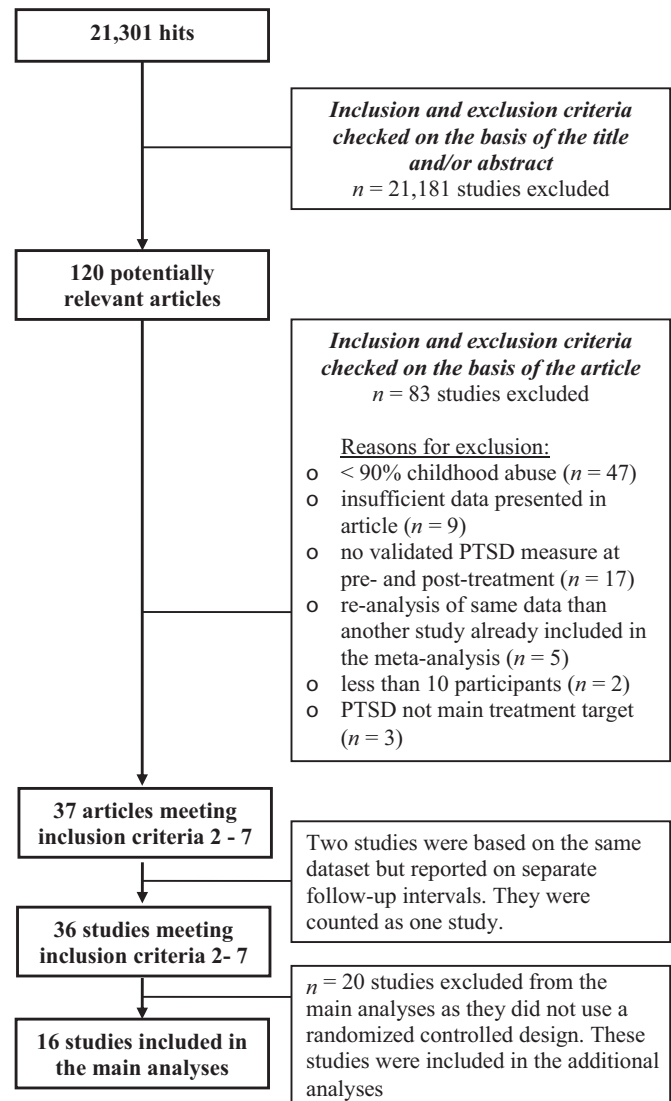 21,301 hits
Inclusion and exclusion criteria
checked on the basis of the title
and/or abstract
n = 21,181 studies excluded
120 potentially
relevant articles
Inclusion and exclusion criteria
checked on the basis of the article
n = 83 studies excluded
Reasons for exclusion:
o < 90% childhood abuse (n = 47)
o insufficient data presented in
article (n = 9)
o no validated PTSD measure at
pre- and post-treatment (n = 17)
o re-analysis of same data than
another study already included in
the meta-analysis (n = 5)
o less than 10 participants (n = 2)
o PTSD not main treatment target
(n = 3)
37 articles meeting
inclusion criteria 2 - 7
Two studies were based on the same
dataset but reported on separate
follow-up intervals. They were
counted as one study.
36 studies meeting
inclusion criteria 2- 7
n = 20 studies excluded from the
main analyses as they did not use a
randomized controlled design. These
studies were included in the additional
analyses
16 studies included in
the main analyses